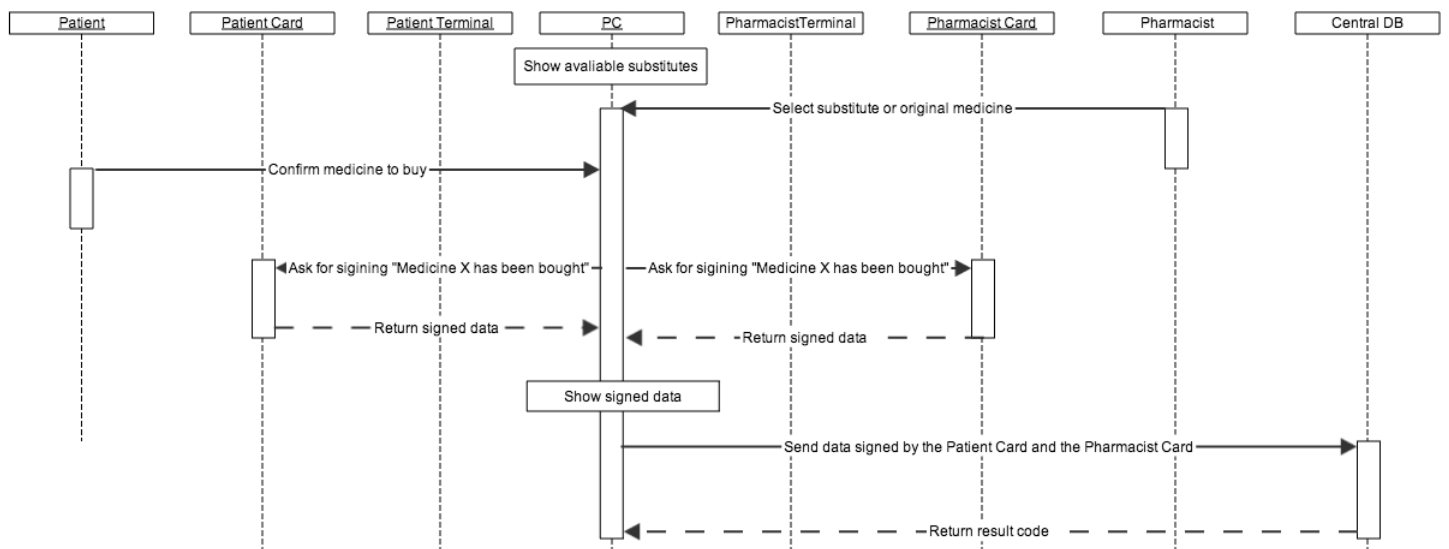 Patient
Patient Card
Patient Terminal
PC
PharmacistTerminal
Pharmacist Card
Pharmacist
Central DB
Show avaliable substitutes
Select substitute or original medicine
Confirm medicine to buy
Ask for sigining "Medicine X has been bought"
Ask for sigining "Medicine X has been bought"
Return signed data
Return signed data
Show signed data
Send data signed by the Patient Card and the Pharmacist Card
Return result code